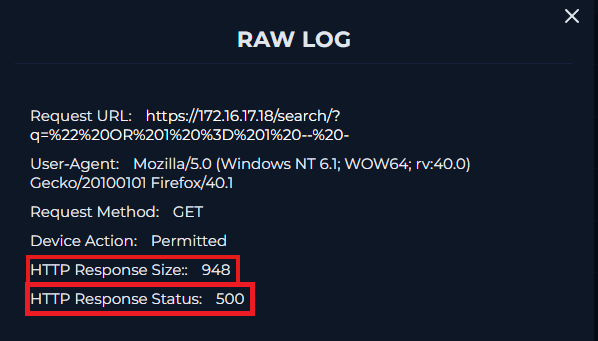 RAW LOG
Request URL: https://172.16.17.18/search/?
q=%22%20OR%201%20%3D%201%20--%20-
User-Agent: Mozilla/5.0 (Windows NT 6.1; WOW64; rv:40.0)
Gecko/20100101 Firefox/40.1
Request Method: GET
Device Action: Permitted
HTTP Response Size:: 948
HTTP Response Status: 500